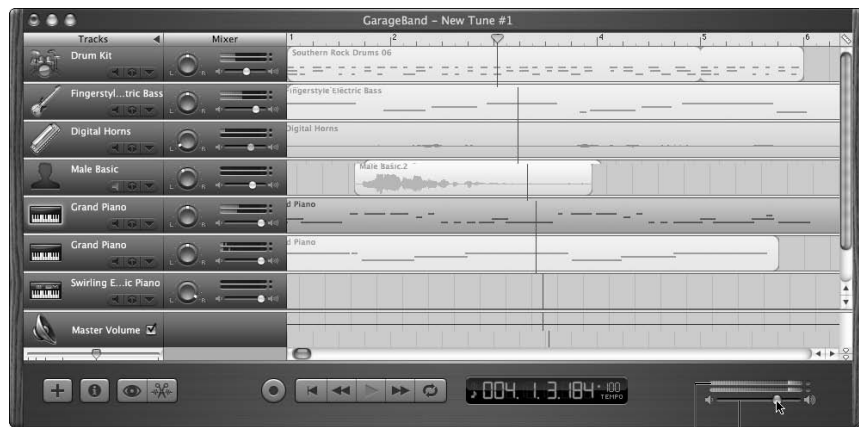 GarageBand – New Tune #1
Tracks Mixer 1 2 4 5 6
Drum Kit
Southern Rock Drums 06
Fingerstyl...tric Bass
Fingerstyle Electric Bass
Digital Horns
Digital Horns
Male Basic
Male Basic.2
Grand Piano
d Piano
Grand Piano
d Piano
Swirling E...ic Piano
Master Volume
L R
004. 1. 3. 184 100
TEMPO